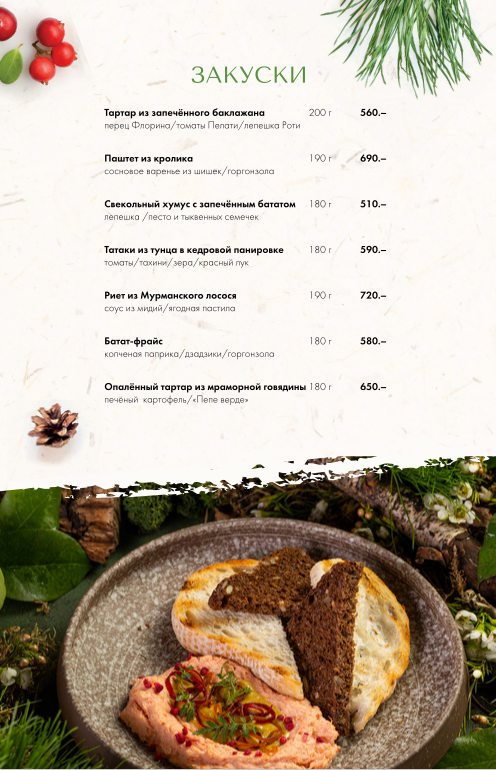 ЗАКУСКИ
Тартар из запечённого баклажана 200 г 560.–
перец Флорина/томаты Пелати/лепешка Роти
Паштет из кролика 190 г 690.–
сосновое варенье из шишек/горгонзола
Свекольный хумус с запечённым бататом 180 г 510.–
лепешка /песто и тыквенных семечек
Татаки из тунца в кедровой панировке 180 г 590.–
томаты/тахини/зера/красный лук
Риет из Мурманского лосося 190 г 720.–
соус из мидий/ягодная пастила
Батат-фрайс 180 г 580.–
копченая паприка/дзадзики/горгонзола
Опалённый тартар из мраморной говядины 180 г 650.–
печёный картофель/«Пепе верде»